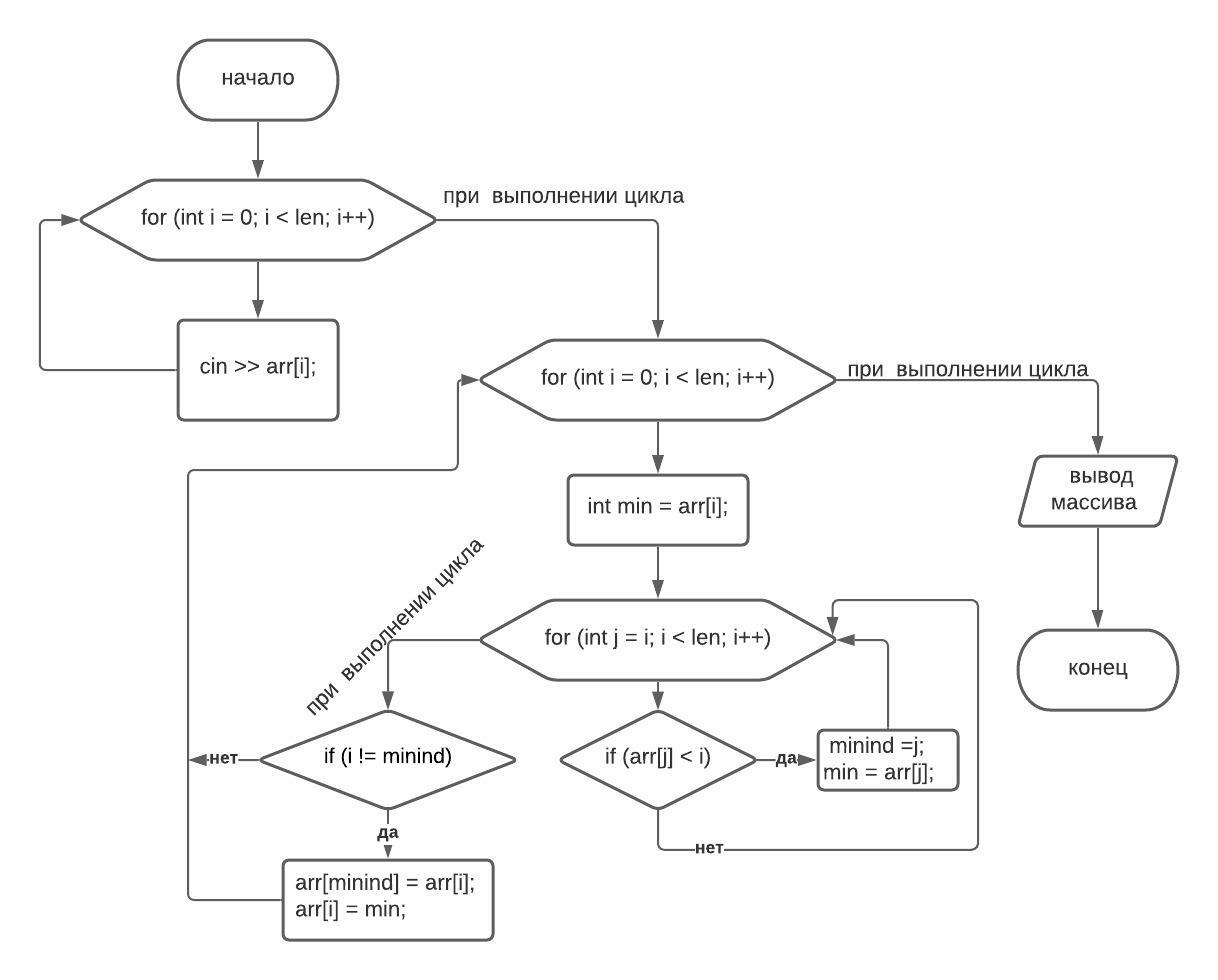 начало
for (int i = 0; i < len; i++)
при выполнении цикла
cin >> arr[i];
for (int i = 0; i < len; i++)
при выполнении цикла
вывод
массива
int min = arr[i];
при выполнении цикла
for (int j = i; i < len; i++)
конец
нет
if (i != minind)
if (arr[j] < i)
да
minind =j;
min = arr[j];
да
нет
arr[minind] = arr[i];
arr[i] = min;